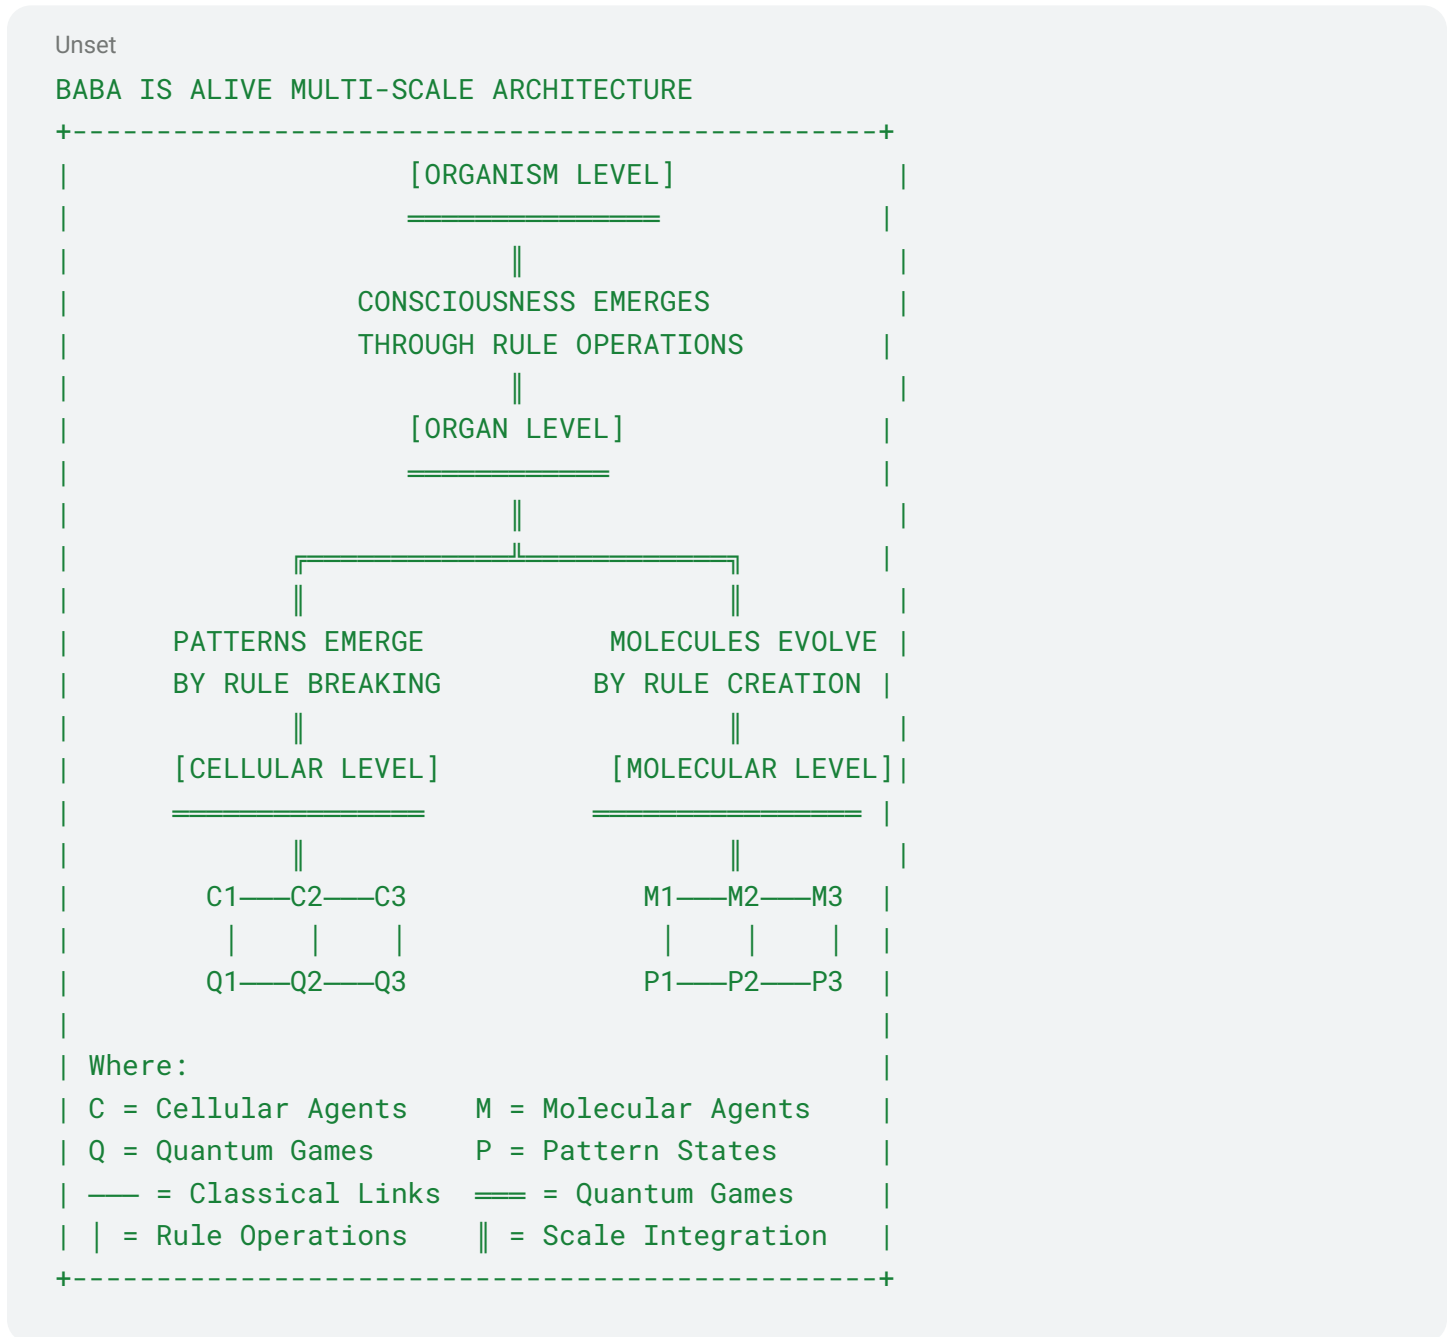 Unset
BABA IS ALIVE MULTI-SCALE ARCHITECTURE
+------------------------------------------------+
|                    [ORGANISM LEVEL]             |
|                    ═══════════════             |
|                          ║                      |
|                 CONSCIOUSNESS EMERGES           |
|                 THROUGH RULE OPERATIONS        |
|                          ║                      |
|                    [ORGAN LEVEL]               |
|                    ════════════                |
|                          ║                      |
|             ╔════════════╩════════════╗        |
|             ║                         ║         |
|      PATTERNS EMERGE           MOLECULES EVOLVE |
|      BY RULE BREAKING         BY RULE CREATION |
|             ║                         ║         |
|      [CELLULAR LEVEL]          [MOLECULAR LEVEL]|
|      ═══════════════          ════════════════ |
|             ║                         ║         |
|        C1───C2───C3              M1───M2───M3  |
|         │    │    │               │    │    │  |
|        Q1───Q2───Q3              P1───P2───P3  |
|                                                |
| Where:                                         |
| C = Cellular Agents    M = Molecular Agents    |
| Q = Quantum Games      P = Pattern States      |
| ─── = Classical Links  ═══ = Quantum Games     |
| │ = Rule Operations    ║ = Scale Integration   |
+------------------------------------------------+